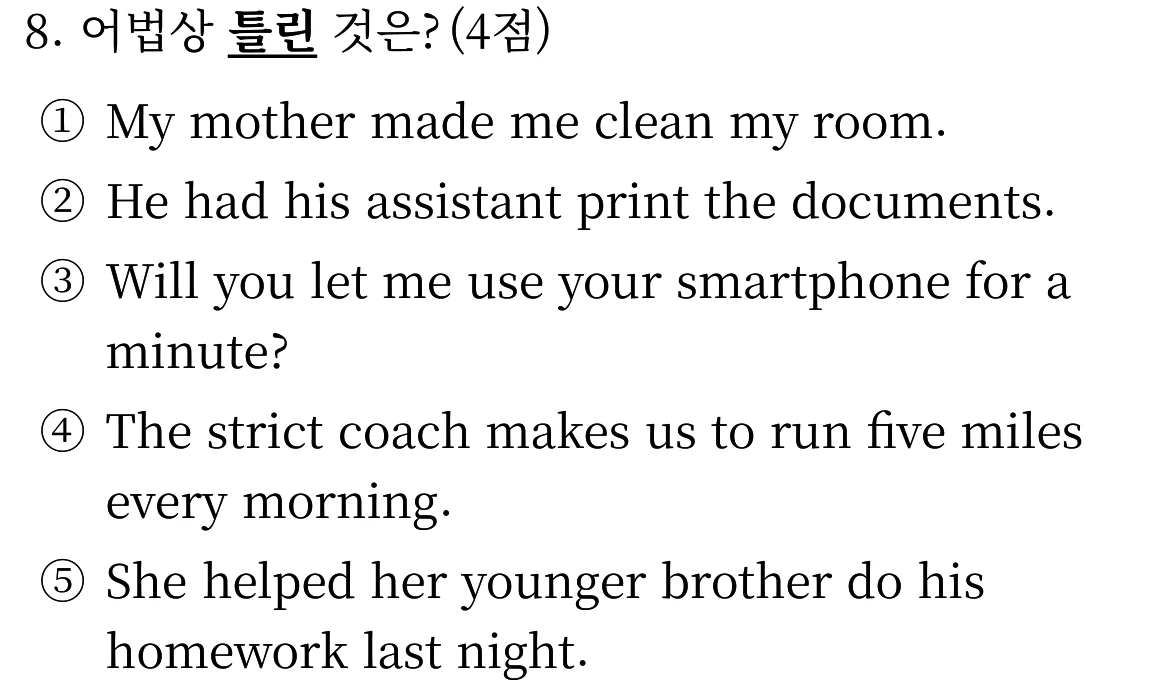 8. 어법상 틀린 것은? (4점)
① My mother made me clean my room.
② He had his assistant print the documents.
③ Will you let me use your smartphone for a
minute?
④ The strict coach makes us to run five miles
every morning.
⑤ She helped her younger brother do his
homework last night.